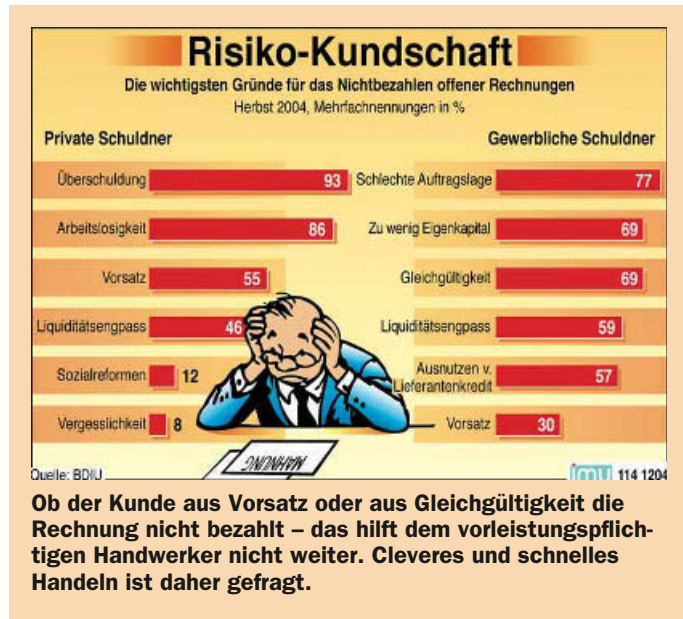 Risiko-Kundschaft
Die wichtigsten Gründe für das Nichtbezahlen offener Rechnungen
Herbst 2004, Mehrfachnennungen in %
Private Schuldner
Überschuldung 93
Arbeitslosigkeit 86
Vorsatz 55
Liquiditätsengpass 46
Sozialreformen 12
Vergesslichkeit 8
Gewerbliche Schuldner
Schlechte Auftragslage 77
Zu wenig Eigenkapital 69
Gleichgültigkeit 69
Liquiditätsengpass 59
Ausnutzen v.
Lieferantenkredit 57
Vorsatz 30
MAHNUNG
Quelle: BDIU
imu 114 1204
Ob der Kunde aus Vorsatz oder aus Gleichgültigkeit die
Rechnung nicht bezahlt – das hilft dem vorleistungspflich-
tigen Handwerker nicht weiter. Cleveres und schnelles
Handeln ist daher gefragt.